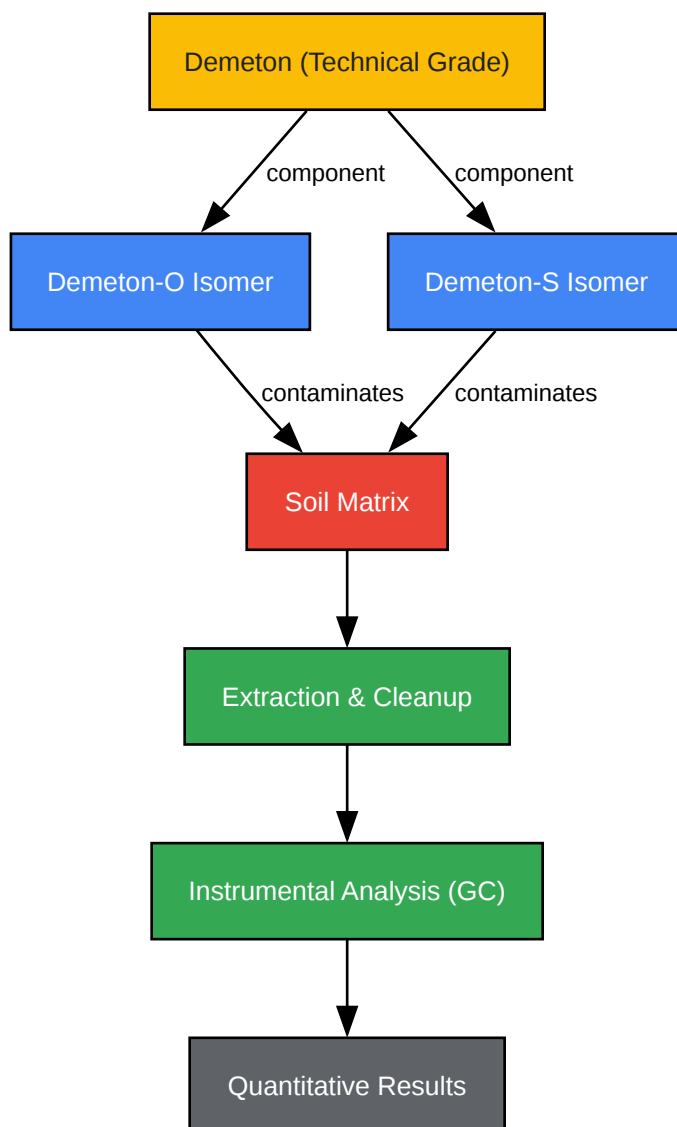 Demeton (Technical Grade)
component
component
Demeton-O Isomer
Demeton-S Isomer
contaminates
contaminates
Soil Matrix
Extraction & Cleanup
Instrumental Analysis (GC)
Quantitative Results